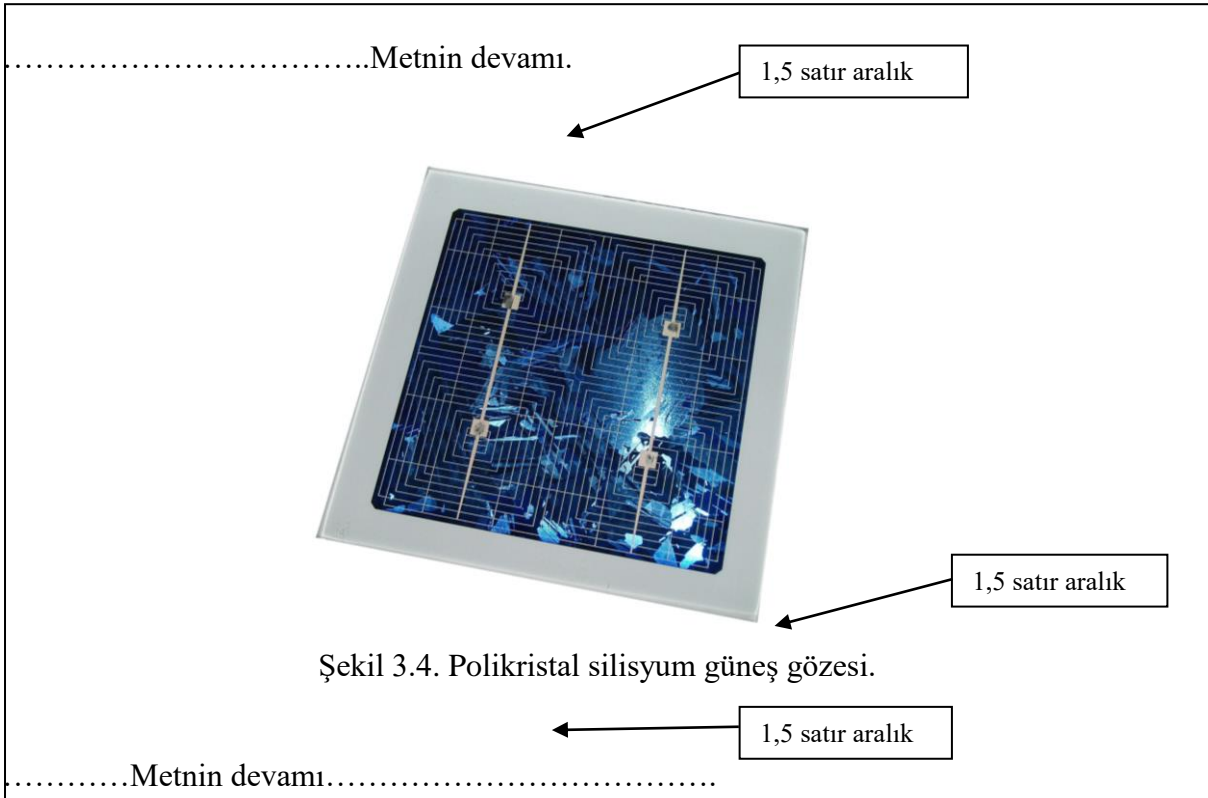 ………………………………..Metnin devamı.
1,5 satır aralık
1,5 satır aralık
Şekil 3.4. Polikristal silisyum güneş gözesi.
1,5 satır aralık
…………Metnin devamı……………………………….